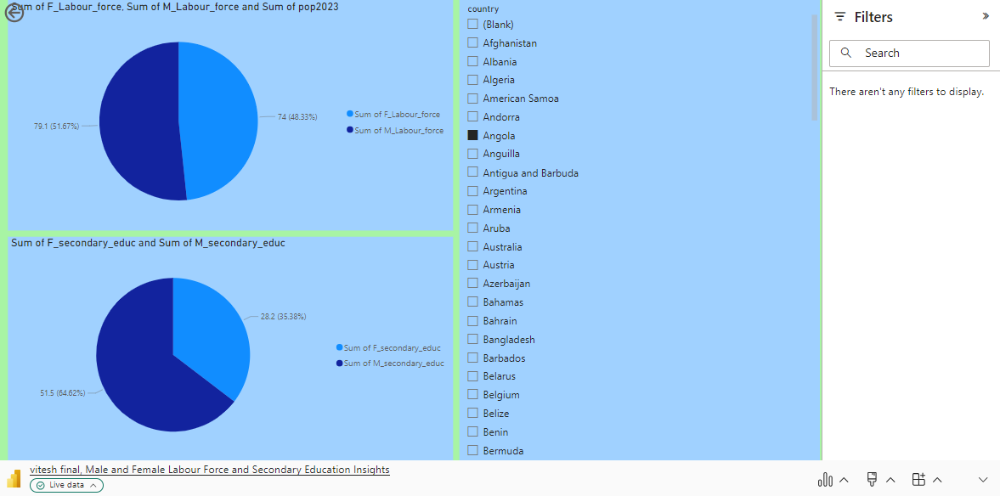 Sum of F_Labour_force, Sum of M_Labour_force and Sum of pop2023
79.1 (51.67%)
74 (48.33%)
Sum of F_Labour_force
Sum of M_Labour_force
Sum of F_secondary_educ and Sum of M_secondary_educ
28.2 (35.38%)
51.5 (64.62%)
Sum of F_secondary_educ
Sum of M_secondary_educ
country
(Blank)
Afghanistan
Albania
Algeria
American Samoa
Andorra
Angola
Anguilla
Antigua and Barbuda
Argentina
Armenia
Aruba
Australia
Austria
Azerbaijan
Bahamas
Bahrain
Bangladesh
Barbados
Belarus
Belgium
Belize
Benin
Bermuda
Filters
Search
There aren't any filters to display.
vitesh final, Male and Female Labour Force and Secondary Education Insights
Live data